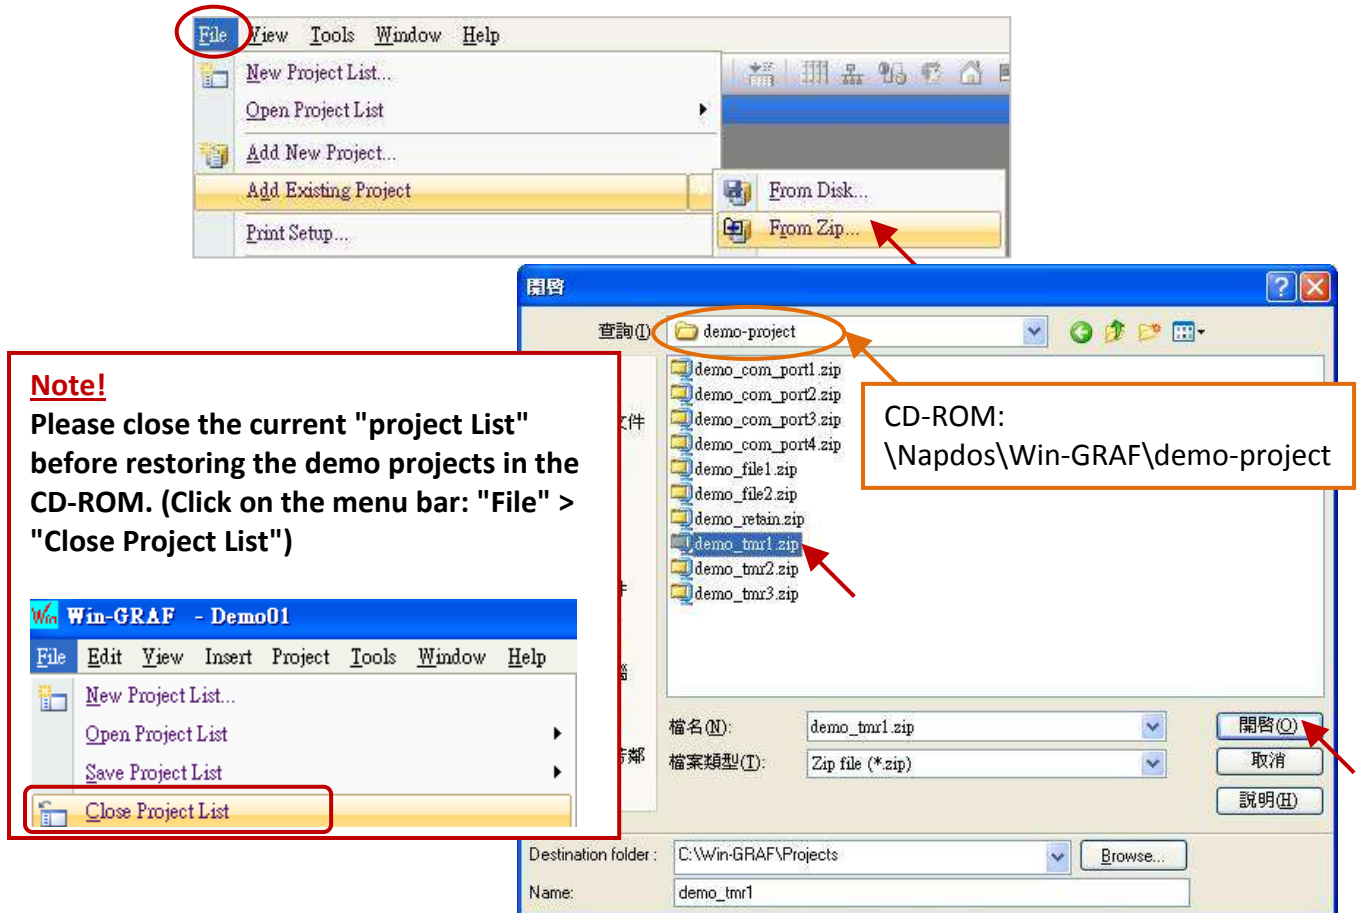 File View Tools Window Help
New Project List...
Open Project List
Add New Project...
Add Existing Project
Print Setup...
From Disk...
From Zip...
開啓
查詢(I)
demo-project
demo_com_port1.zip
demo_com_port2.zip
demo_com_port3.zip
demo_com_port4.zip
demo_file1.zip
demo_file2.zip
demo_retain.zip
demo_tmr1.zip
demo_tmr2.zip
demo_tmr3.zip
CD-ROM:
\Napdos\Win-GRAF\demo-project
Note!
Please close the current "project List"
before restoring the demo projects in the
CD-ROM. (Click on the menu bar: "File" >
"Close Project List")
Win-GRAF - Demo01
File Edit View Insert Project Tools Window Help
New Project List...
Open Project List
Save Project List
Close Project List
檔名(N): demo_tmr1.zip 開啓(O)
檔案類型(T): Zip file (*.zip) 取消
說明(H)
Destination folder : C:\Win-GRAF\Projects Browse...
Name: demo_tmr1